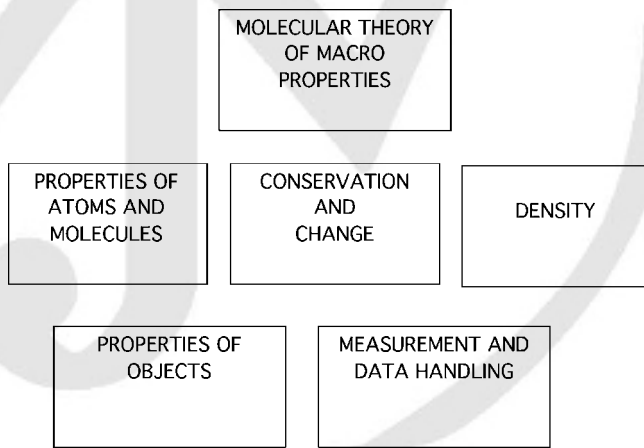 MOLECULAR THEORY
OF MACRO
PROPERTIES
PROPERTIES OF
ATOMS AND
MOLECULES
CONSERVATION
AND
CHANGE
DENSITY
PROPERTIES OF
OBJECTS
MEASUREMENT AND
DATA HANDLING